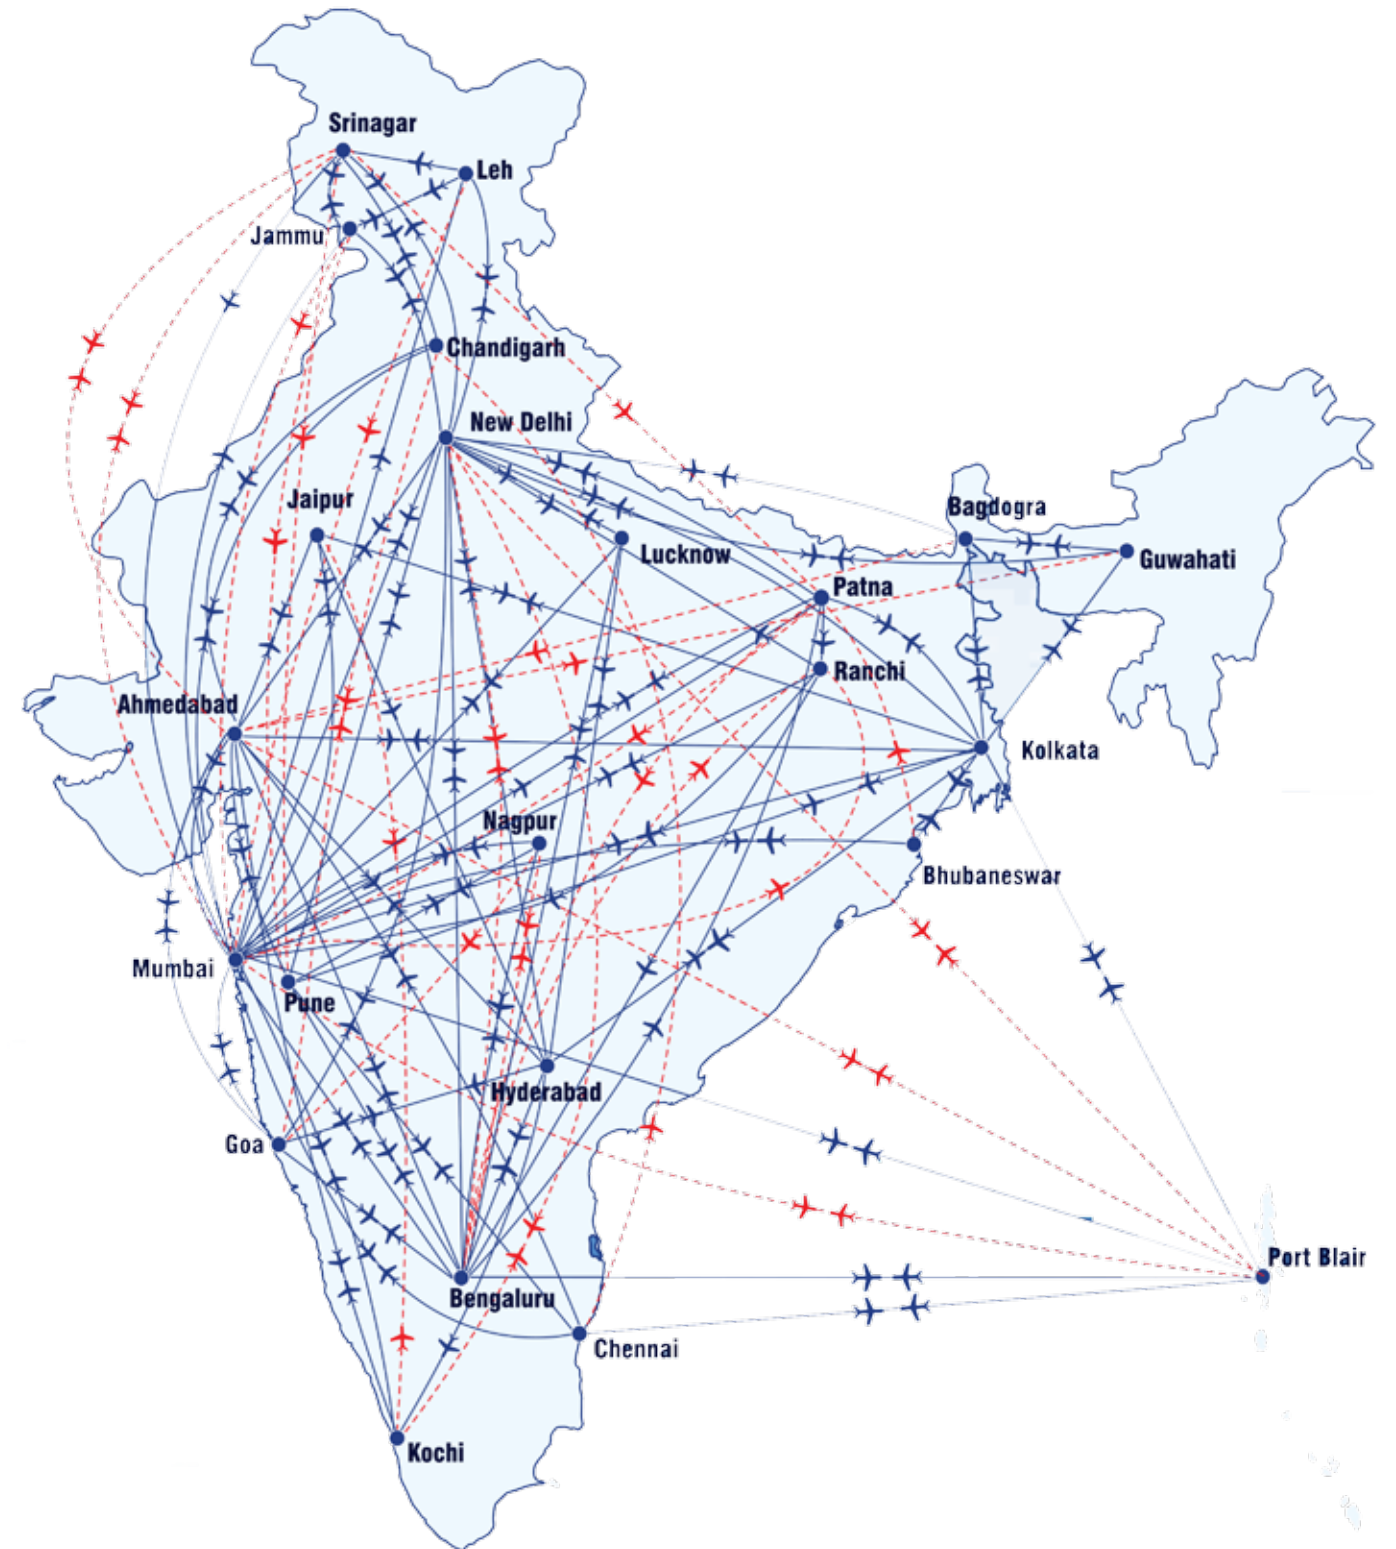 Srinagar
Leh
Jammu
Chandigarh
New Delhi
Jaipur
Bagdogra
Lucknow
Guwahati
Patna
Ranchi
Ahmedabad
Kolkata
Nagpur
Bhubaneswar
Mumbai
Pune
Hyderabad
Goa
Port Blair
Bengaluru
Chennai
Kochi